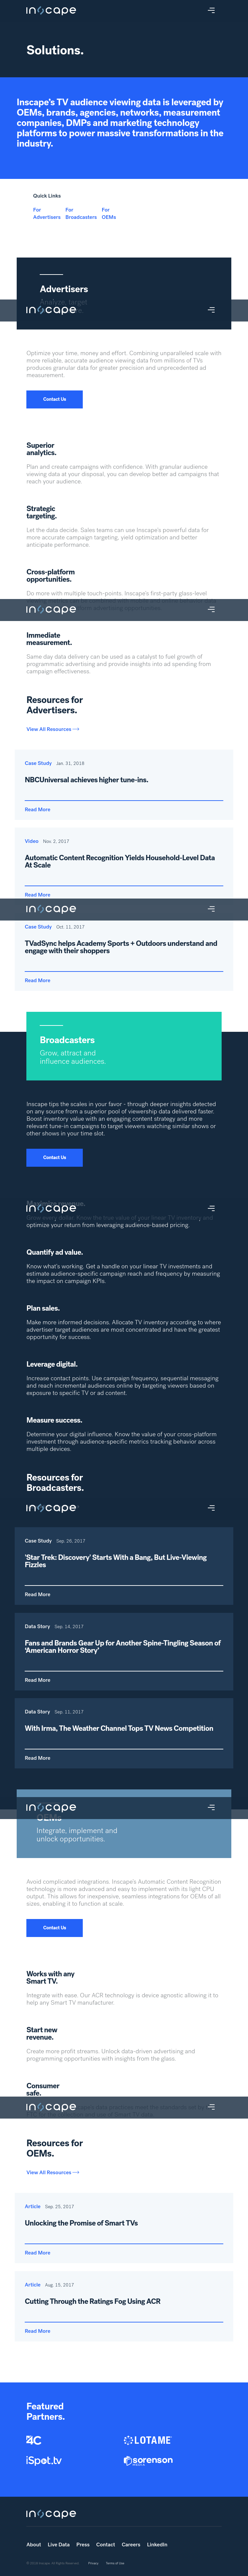 inscape
Solutions.
Inscape's TV audience viewing data is leveraged by
OEMs, brands, agencies, networks, measurement
companies, DMPs and marketing technology
platforms to power massive transformations in the
industry.
Quick Links
For
Advertisers
For
Broadcasters
For
OEMs
Advertisers
Analyze, target
inscape
Optimize your time, money and effort. Combining unparalleled scale with
more reliable, accurate audience viewing data from millions of TVs
produces granular data for greater precision and unprecedented ad
measurement.
Contact Us
Superior
analytics.
Plan and create campaigns with confidence. With granular audience
viewing data at your disposal, you can develop better ad campaigns that
reach your audience.
Strategic
targeting.
Let the data decide. Sales teams can use Inscape's powerful data for
more accurate campaign targeting, yield optimization and better
anticipate performance.
Cross-platform
opportunities.
Do more with multiple touch-points. Inscape's first-party glass-level
inscape
Immediate
measurement.
Same day data delivery can be used as a catalyst to fuel growth of
programmatic advertising and provide insights into ad spending from
campaign effectiveness.
Resources for
Advertisers.
View All Resources
Case Study Jan. 31, 2018
NBCUniversal achieves higher tune-ins.
Read More
Video Nov. 2, 2017
Automatic Content Recognition Yields Household-Level Data
At Scale
Read More
inscape
Case Study Oct. 11, 2017
TVadSync helps Academy Sports + Outdoors understand and
engage with their shoppers
Read More
Broadcasters
Grow, attract and
influence audiences.
Inscape tips the scales in your favor - through deeper insights detected
on any source from a superior pool of viewership data delivered faster.
Boost inventory value with an engaging content strategy and more
relevant tune-in campaigns to target viewers watching similar shows or
other shows in your time slot.
Contact Us
Maximize revenue.
inscape
optimize your return from leveraging audience-based pricing.
Quantify ad value.
Know what's working. Get a handle on your linear TV investments and
estimate audience-specific campaign reach and frequency by measuring
the impact on campaign KPIs.
Plan sales.
Make more informed decisions. Allocate TV inventory according to where
advertiser target audiences are most concentrated and have the greatest
opportunity for success.
Leverage digital.
Increase contact points. Use campaign frequency, sequential messaging
and reach incremental audiences online by targeting viewers based on
exposure to specific TV or ad content.
Measure success.
Determine your digital influence. Know the value of your cross-platform
investment through audience-specific metrics tracking behavior across
multiple devices.
Resources for
Broadcasters.
inscape
Case Study Sep. 26, 2017
'Star Trek: Discovery' Starts With a Bang, But Live-Viewing
Fizzles
Read More
Data Story Sep. 14, 2017
Fans and Brands Gear Up for Another Spine-Tingling Season of
'American Horror Story'
Read More
Data Story Sep. 11, 2017
With Irma, The Weather Channel Tops TV News Competition
Read More
inscape
OEMs
Integrate, implement and
unlock opportunities.
Avoid complicated integrations. Inscape's Automatic Content Recognition
technology is more advanced and easy to implement with its light CPU
output. This allows for inexpensive, seamless integrations for OEMs of all
sizes, enabling it to function at scale.
Contact Us
Works with any
Smart TV.
Integrate with ease. Our ACR technology is device agnostic allowing it to
help any Smart TV manufacturer.
Start new
revenue.
Create more profit streams. Unlock data-driven advertising and
programming opportunities with insights from the glass.
Consumer
safe.
inscape
Resources for
OEMs.
View All Resources
Article Sep. 25, 2017
Unlocking the Promise of Smart TVs
Read More
Article Aug. 15, 2017
Cutting Through the Ratings Fog Using ACR
Read More
Featured
Partners.
4C
LOTAME
iSpot.tv
sorenson
MEDIA
inscape
About Live Data Press Contact Careers LinkedIn
© 2018 Inscape. All Rights Reserved. Privacy Terms of Use